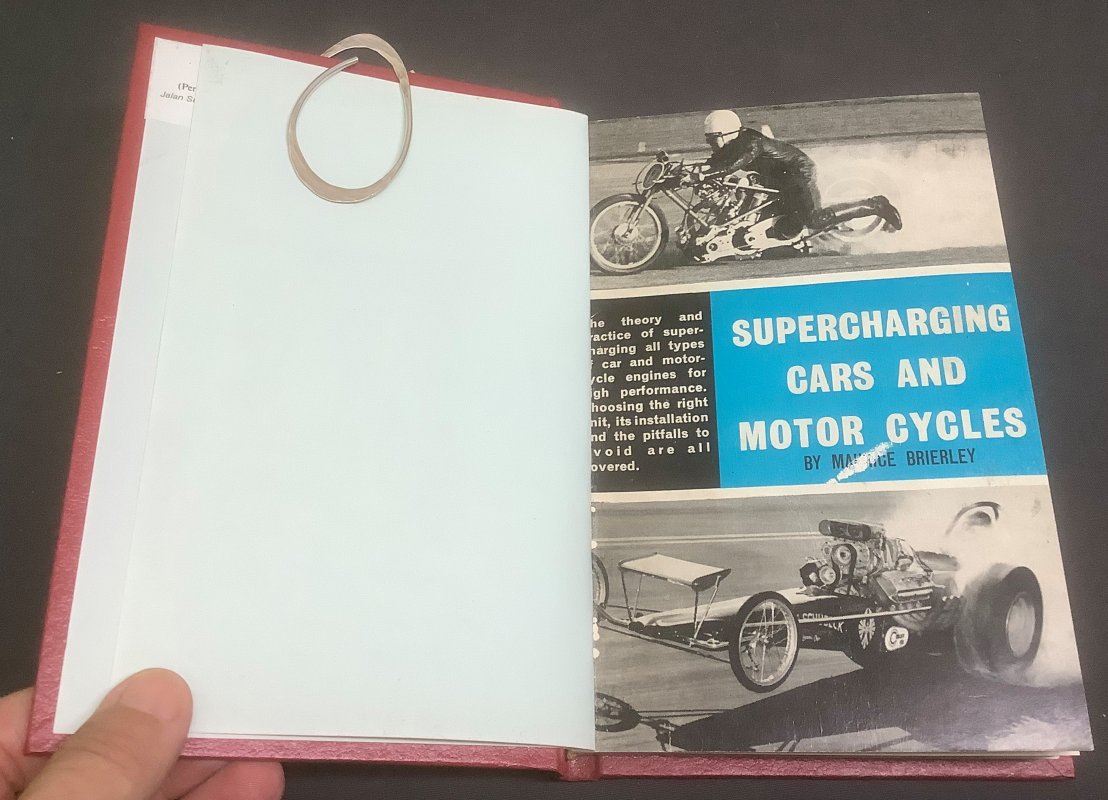 (Per
Jalan S
he theory and
ractice of super-
harging all types
f car and motor-
ycle engines for
igh performance.
hoosing the right
nit, its installation
nd the pitfalls to
void are all
overed.
SUPERCHARGING
CARS AND
MOTOR CYCLES
BY MAURICE BRIERLEY